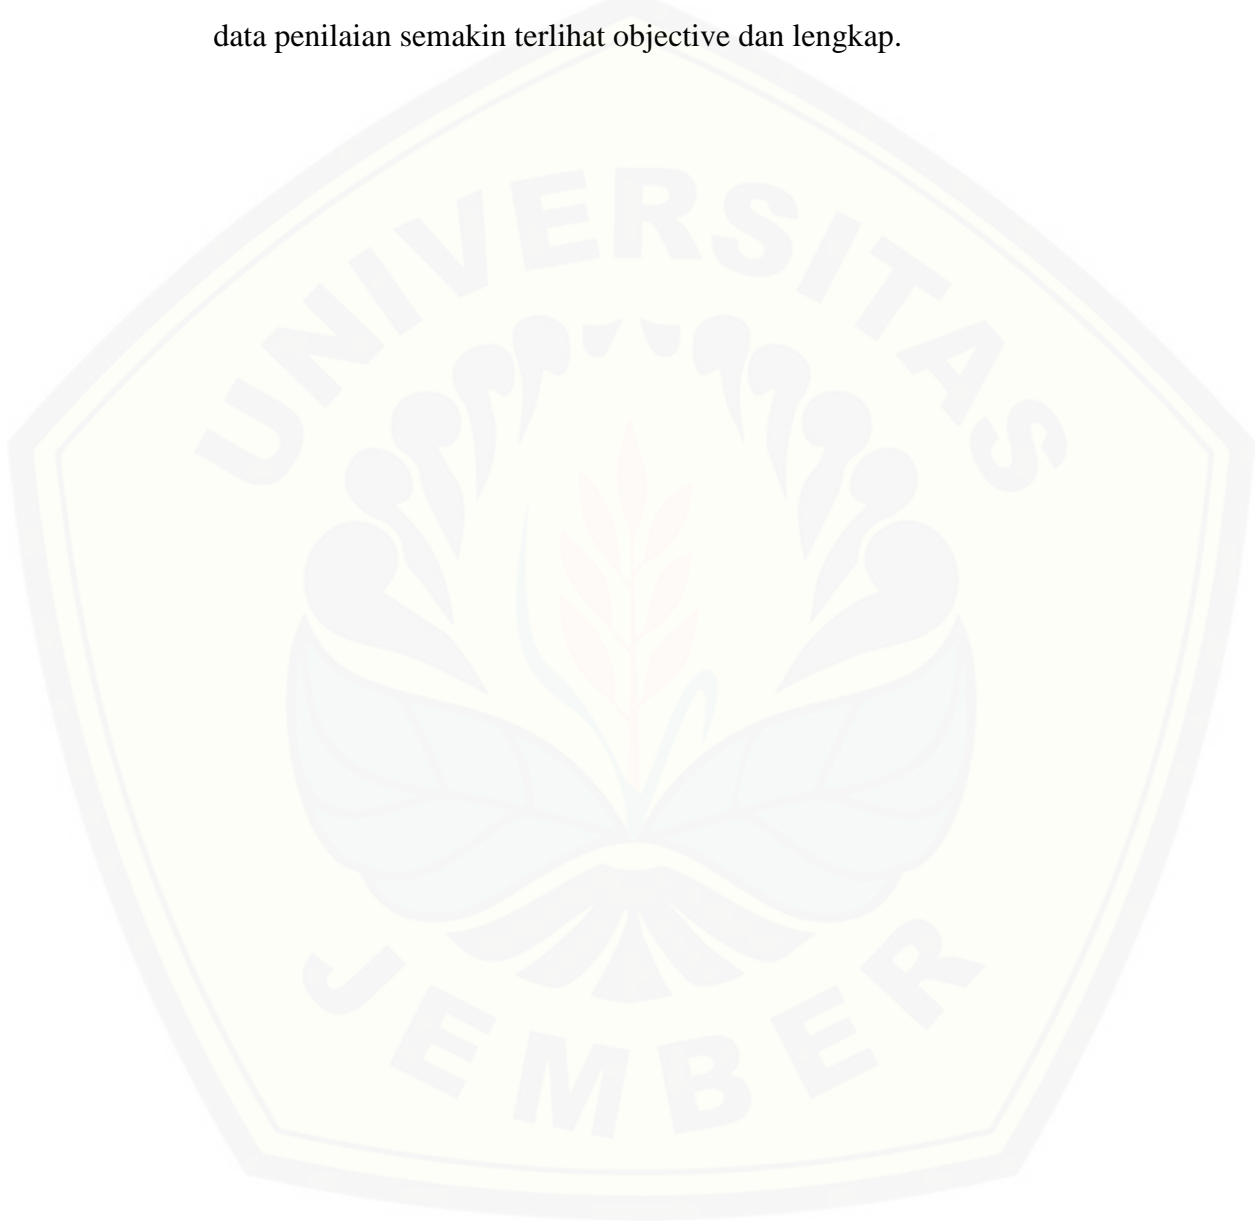 data penilaian semakin terlihat objective dan lengkap.
UNIVERSITAS
JEMBER